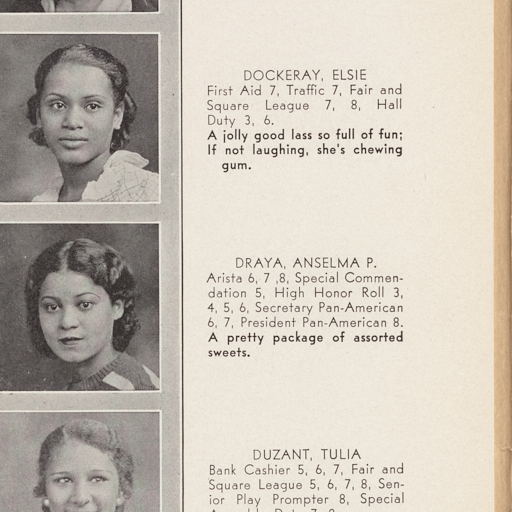 DOCKERAY, ELSIE
First Aid 7, Traffic 7, Fair and
Square League 7, 8, Hall
Duty 3, 6.
A jolly good lass so full of fun;
If not laughing, she's chewing
gum.
DRAYA, ANSELMA P.
Arista 6, 7 ,8, Special Commen-
dation 5, High Honor Roll 3,
4, 5, 6, Secretary Pan-American
6, 7, President Pan-American 8.
A pretty package of assorted
sweets.
DUZANT, TULIA
Bank Cashier 5, 6, 7, Fair and
Square League 5, 6, 7, 8, Sen-
ior Play Prompter 8, Special